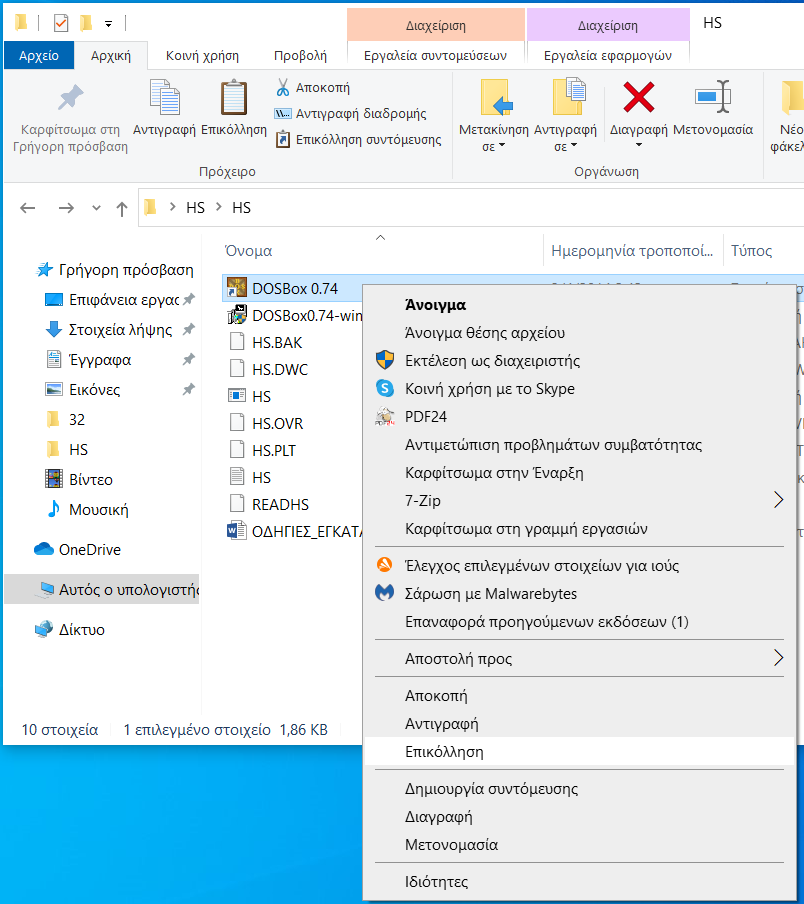 Διαχείριση
Διαχείριση
HS
Αρχείο
Αρχική
Κοινή χρήση
Προβολή
Εργαλεία συντομεύσεων
Εργαλεία εφαρμογών
Καρφίτσωμα στη
Γρήγορη πρόσβαση
Αντιγραφή
Επικόλληση
Αποκοπή
Αντιγραφή διαδρομής
Επικόλληση συντόμευσης
Μετακίνηση
σε
Αντιγραφή
σε
Διαγραφή
Μετονομασία
Νέο
φάκελ
Πρόχειρο
Οργάνωση
HS > HS
Όνομα
Ημερομηνία τροποποί...
Τύπος
Γρήγορη πρόσβαση
Επιφάνεια εργας
Στοιχεία λήψης
Έγγραφα
Εικόνες
32
HS
Βίντεο
Μουσική
OneDrive
Αυτός ο υπολογιστής
Δίκτυο
DOSBox 0.74
DOSBox0.74-win
HS.BAK
HS.DWC
HS
HS.OVR
HS.PLT
HS
READHS
ΟΔΗΓΙΕΣ_ΕΓΚΑΤΑ
Άνοιγμα
Άνοιγμα θέσης αρχείου
Εκτέλεση ως διαχειριστής
Κοινή χρήση με το Skype
PDF24
Αντιμετώπιση προβλημάτων συμβατότητας
Καρφίτσωμα στην Έναρξη
7-Zip
Καρφίτσωμα στη γραμμή εργασιών
Έλεγχος επιλεγμένων στοιχείων για ιούς
Σάρωση με Malwarebytes
Επαναφορά προηγούμενων εκδόσεων (1)
Αποστολή προς
Αποκοπή
Αντιγραφή
Επικόλληση
Δημιουργία συντόμευσης
Διαγραφή
Μετονομασία
Ιδιότητες
10 στοιχεία
1 επιλεγμένο στοιχείο 1,86 KB